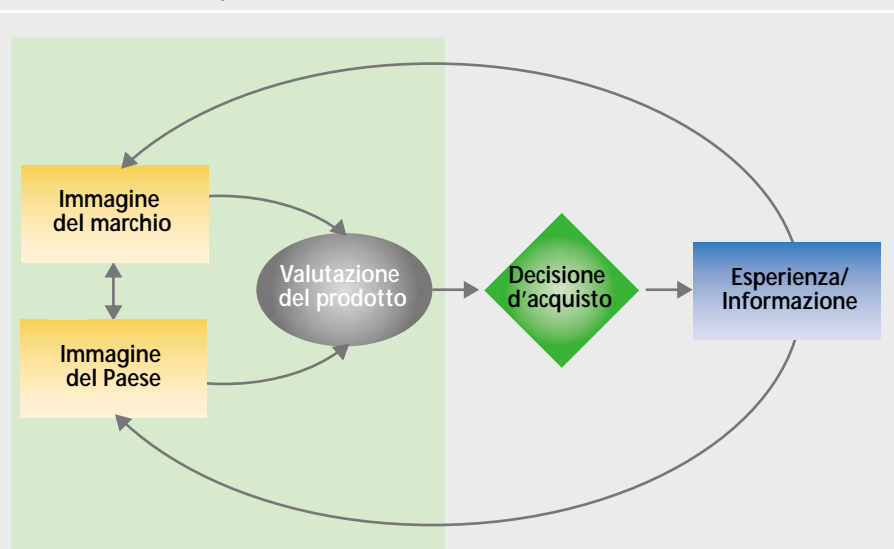 Immagine
del marchio
Valutazione
del prodotto
Decisione
d'acquisto
Esperienza/
Informazione
Immagine
del Paese